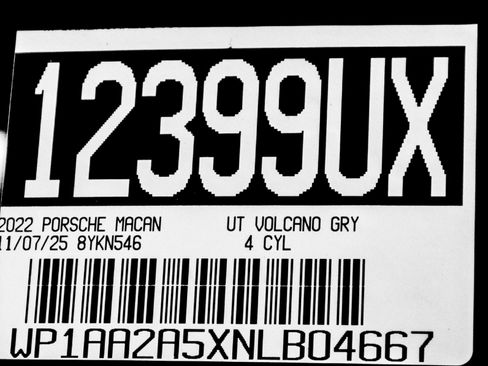 12399UX
2022 PORSCHE MACAN UT VOLCANO GRY
11/07/25 8YKN546 4 CYL
WP1AA2A5XNLB04667